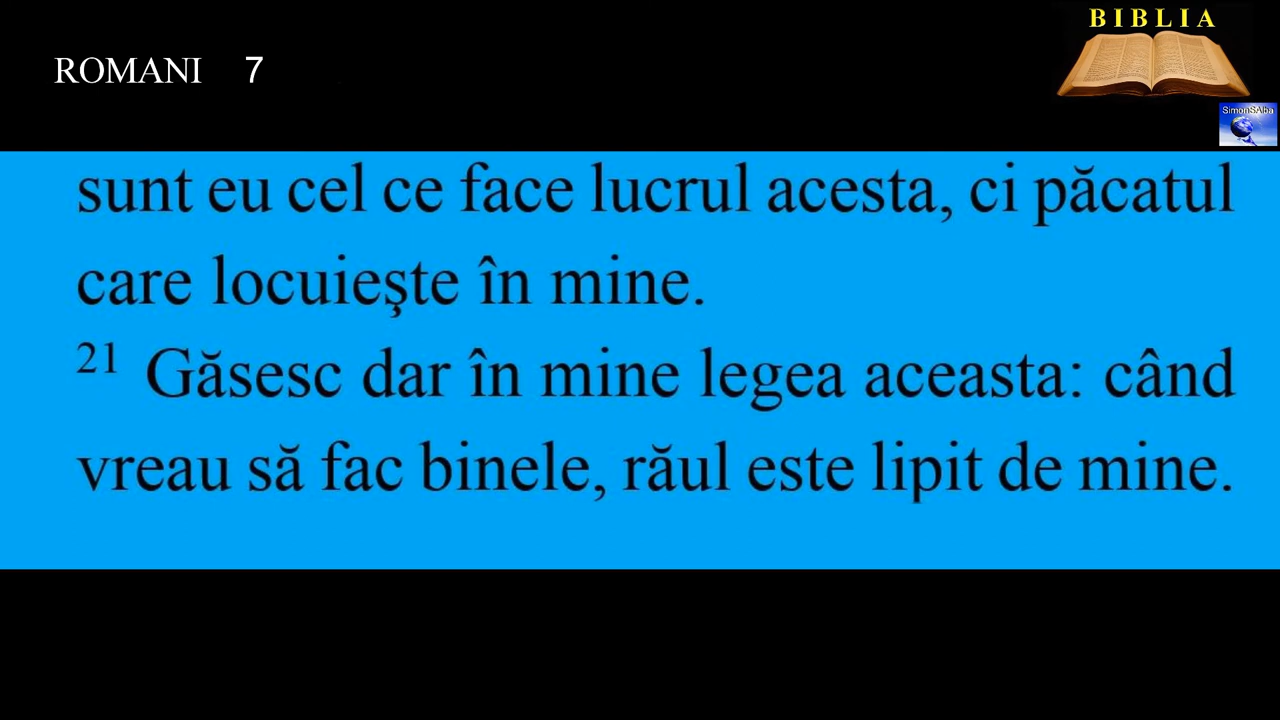 BIBLIA
ROMANI 7
SimonSAlba
sunt eu cel ce face lucrul acesta, ci păcatul
care locuieşte în mine.
21 Găsesc dar în mine legea aceasta: când
vreau să fac binele, răul este lipit de mine.